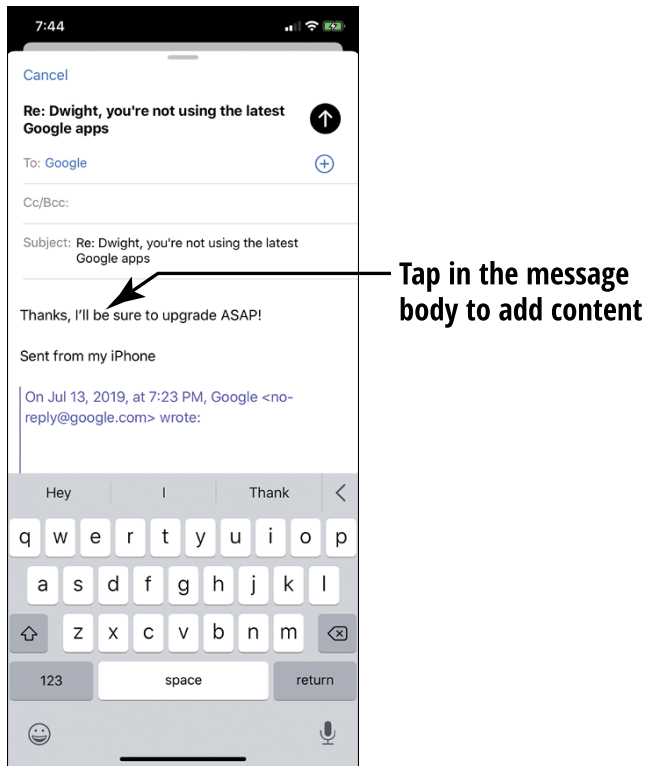 7:44
Cancel
Re: Dwight, you're not using the latest
Google apps
To: Google
Cc/Bcc:
Subject: Re: Dwight, you're not using the latest
Google apps
Tap in the message
body to add content
Thanks, I'll be sure to upgrade ASAP!
Sent from my iPhone
On Jul 13, 2019, at 7:23 PM, Google <no-
reply@google.com> wrote:
Hey I Thank
q w e r t y u i o p
a s d f g h j k l
z x c v b n m
123 space return